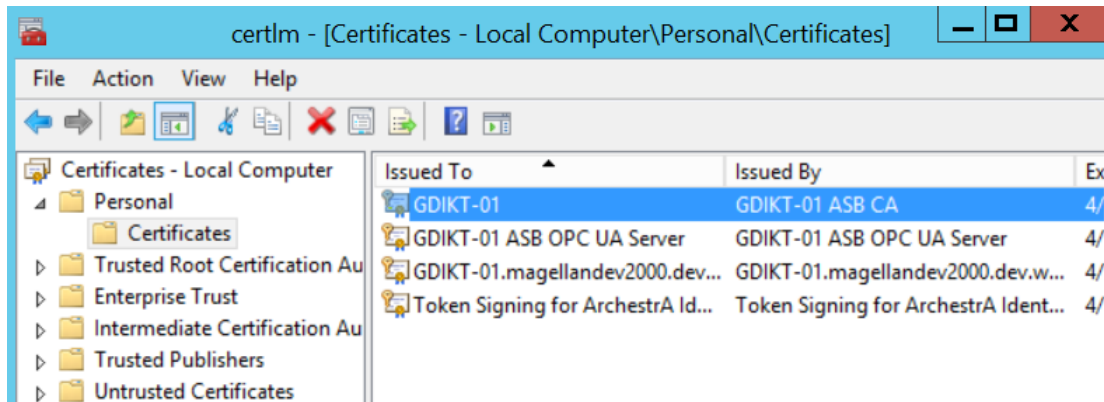 certlm - [Certificates - Local Computer\Personal\Certificates]
File Action View Help
Certificates - Local Computer
Personal
Certificates
Trusted Root Certification Au
Enterprise Trust
Intermediate Certification Au
Trusted Publishers
Untrusted Certificates
Issued To Issued By Ex
GDIKT-01 GDIKT-01 ASB CA 4/
GDIKT-01 ASB OPC UA Server GDIKT-01 ASB OPC UA Server 4/
GDIKT-01.magellandev2000.dev... GDIKT-01.magellandev2000.dev.w... 4/
Token Signing for ArchestrA Id... Token Signing for ArchestrA Ident... 4/